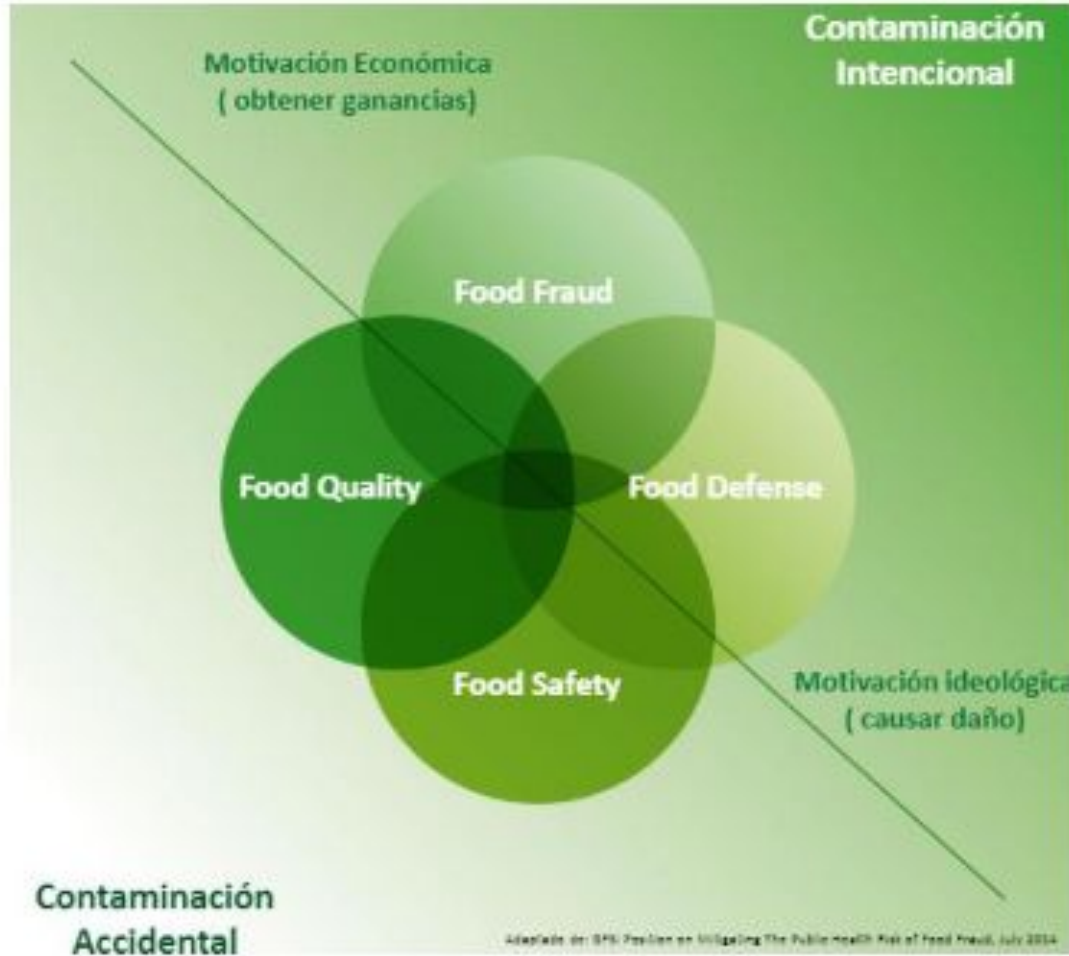 Contaminación
Intencional
Motivación Económica
( obtener ganancias)
Food Fraud
Food Quality
Food Defense
Food Safety
Motivación ideológica
( causar daño)
Contaminación
Accidental
Adaptado de: GFSI Position on Mitigating The Public Health Risk of Food Fraud, July 2014